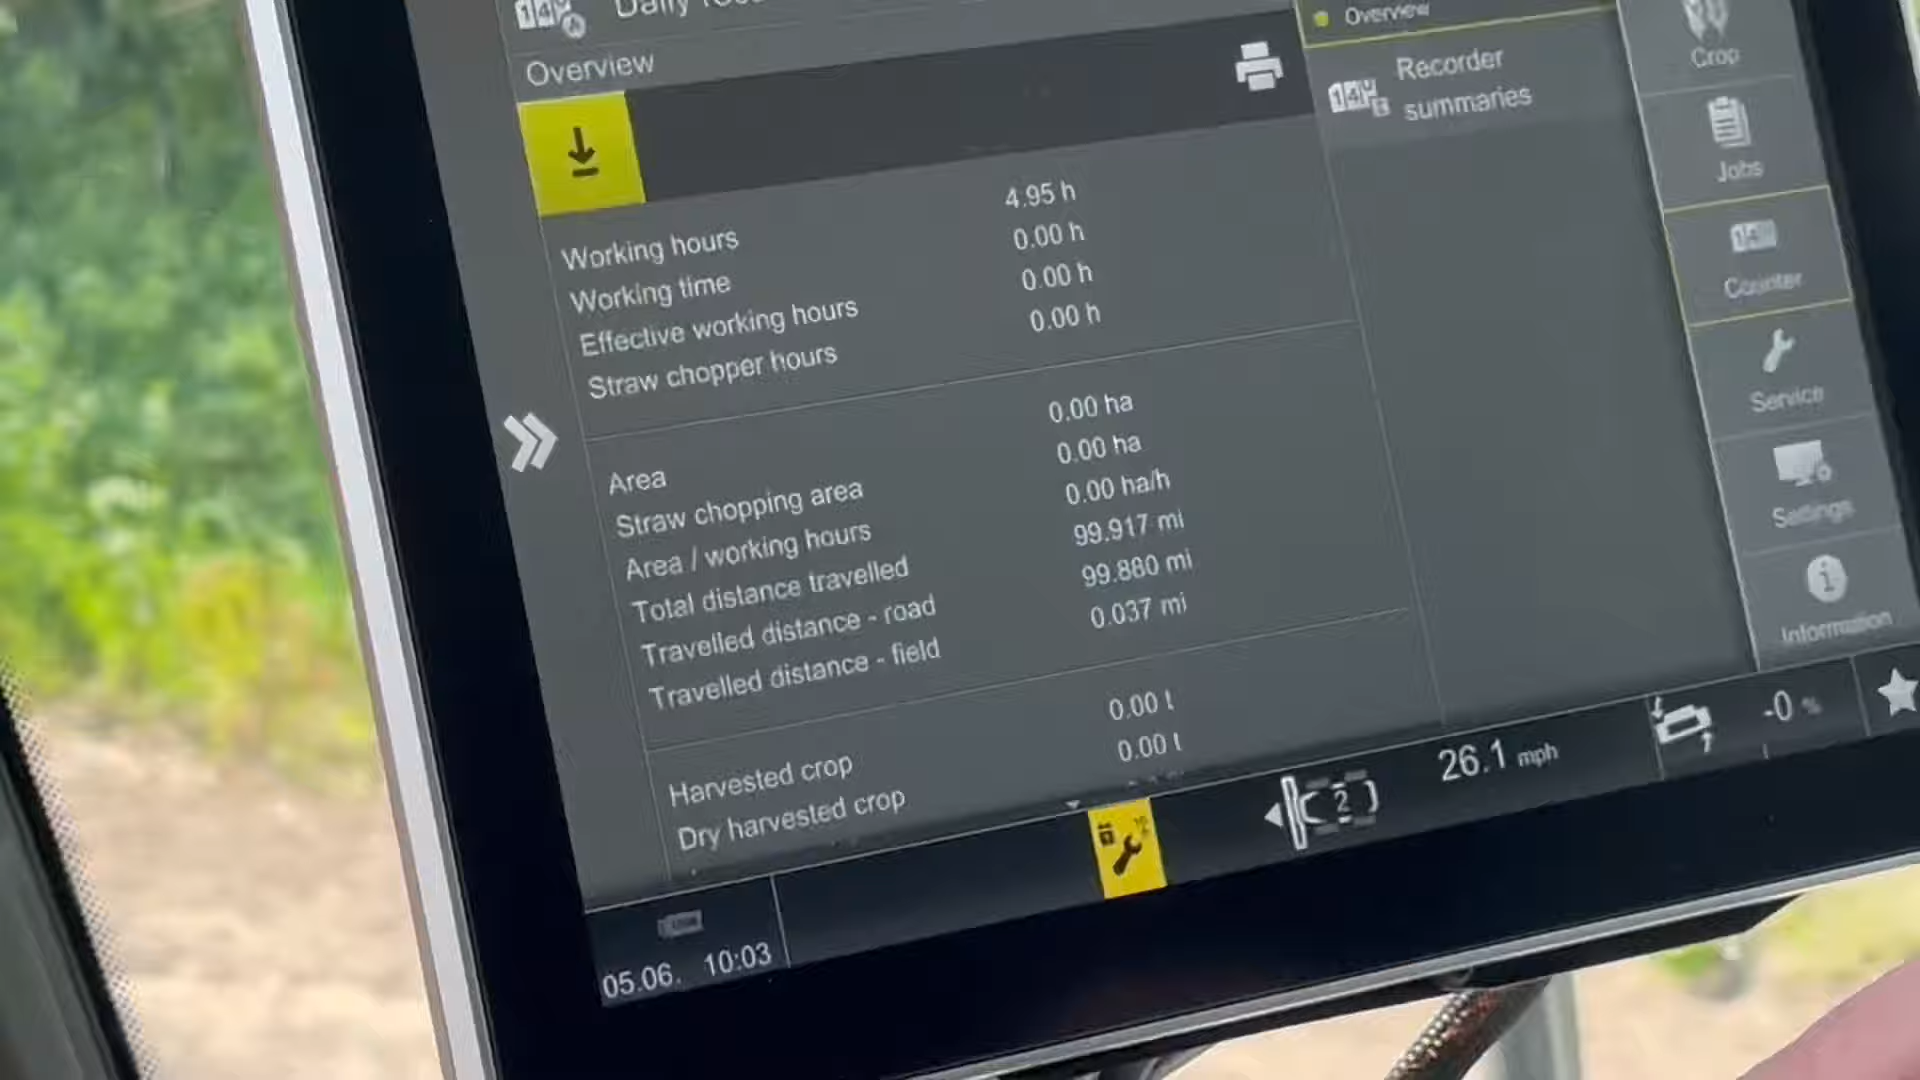 Daily
Overview
Working hours 4.95 h
Working time 0.00 h
Effective working hours 0.00 h
Straw chopper hours 0.00 h
Area 0.00 ha
Straw chopping area 0.00 ha
Area / working hours 0.00 ha/h
Total distance travelled 99.917 mi
Travelled distance - road 99.880 mi
Travelled distance - field 0.037 mi
Harvested crop 0.00 t
Dry harvested crop 0.00 t
Overview
Recorder
summaries
Crop
Jobs
Counter
Service
Settings
Information
2
26.1 mph
-0 %
05.06. 10:03